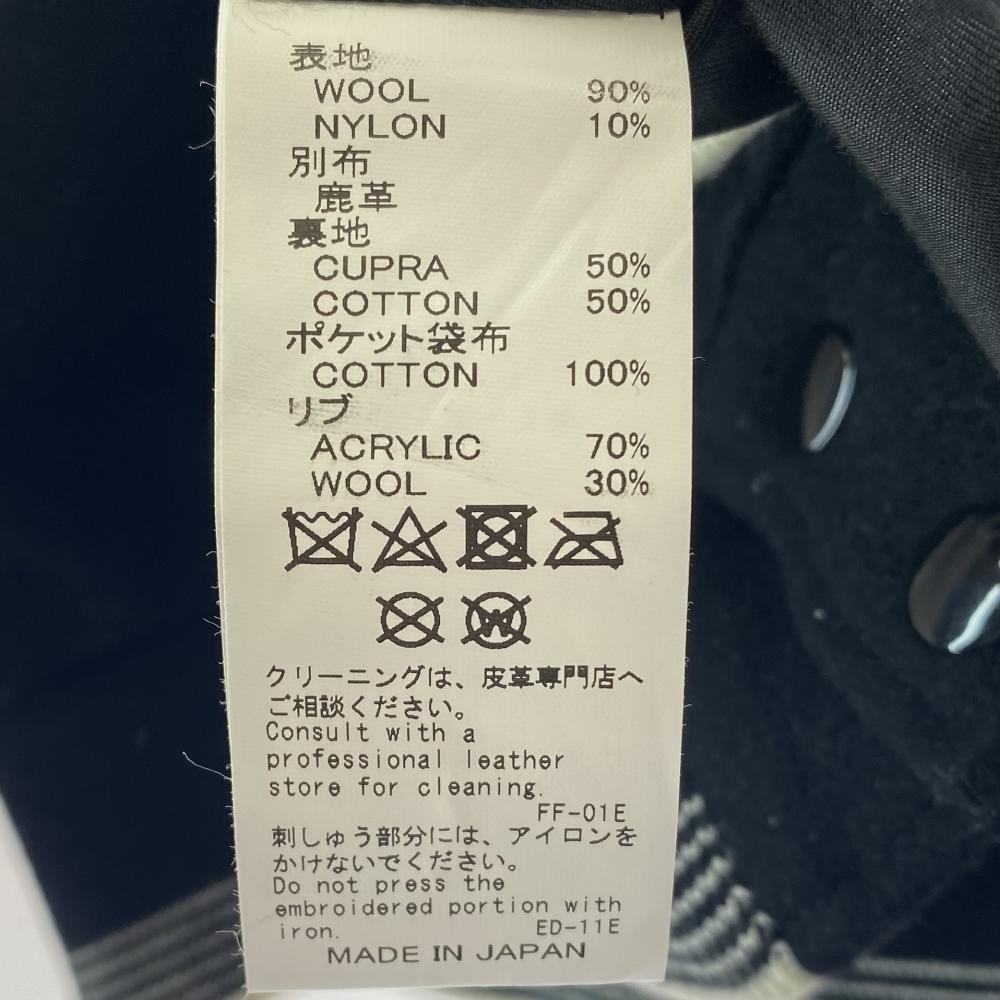 表地
WOOL 90%
NYLON 10%
別布
鹿革
裏地
CUPRA 50%
COTTON 50%
ポケット袋布
COTTON 100%
リブ
ACRYLIC 70%
WOOL 30%
W
クリーニングは、皮革専門店へ
ご相談ください。
Consult with a
professional leather
store for cleaning.
FF-01E
刺しゅう部分には、アイロンを
かけないでください。
Do not press the
embroidered portion with
iron.
ED-11E
MADE IN JAPAN